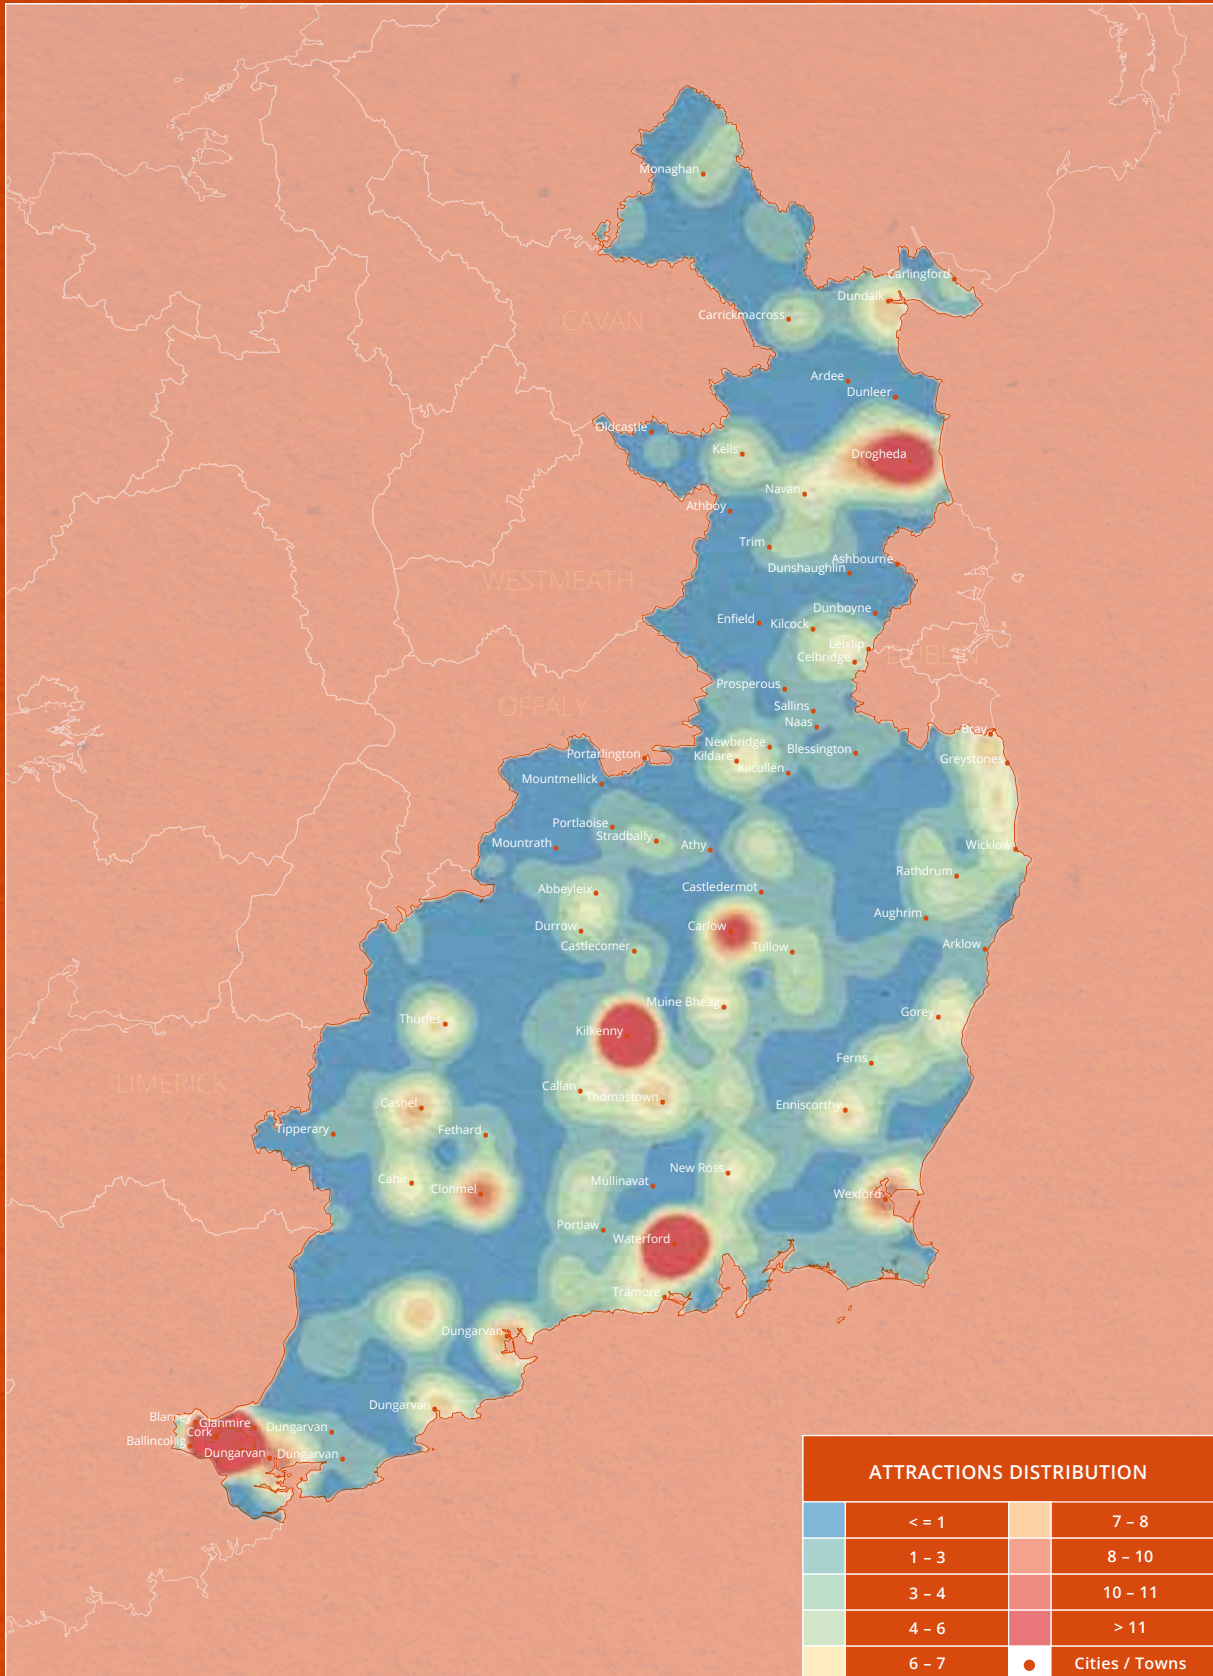 Monaghan
Carlingford
Dundalk
Carrickmacross
CAVAN
Ardee
Dunleer
Oldcastle
Kells
Drogheda
Navan
Athboy
Trim
Ashbourne
Dunshaughlin
WESTMEATH
Dunboyne
Enfield
Kilcock
Leixlip
Celbridge
DUBLIN
Prosperous
Sallins
OFFALY
Naas
Bray
Newbridge
Blessington
Portarlington
Kildare
Greystones
Kilcullen
Mountmellick
Portlaoise
Stradbally
Mountrath
Athy
Wicklow
Rathdrum
Abbeyleix
Castledermot
Aughrim
Durrow
Carlow
Castlecomer
Tullow
Arklow
Muine Bheag
Thurles
Gorey
Kilkenny
Ferns
LIMERICK
Callan
Thomastown
Cashel
Enniscorthy
Tipperary
Fethard
New Ross
Cahir
Mullinavat
Clonmel
Wexford
Portlaw
Waterford
Tramore
Dungarvan
Dungarvan
Blarney
Glanmire
Dungarvan
Cork
Ballincollig
Dungarvan
Dungarvan
ATTRACTIONS DISTRIBUTION
< = 1
7 – 8
1 – 3
8 – 10
3 – 4
10 – 11
4 – 6
> 11
6 – 7
Cities / Towns